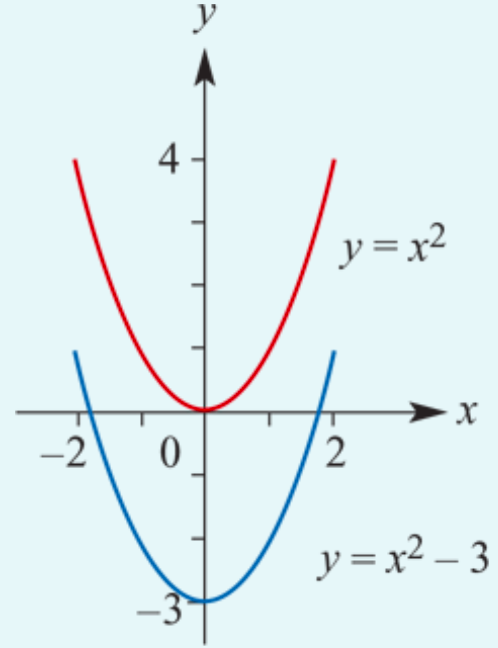 y
4
y = x²
x
−2
0
2
y = x² − 3
−3